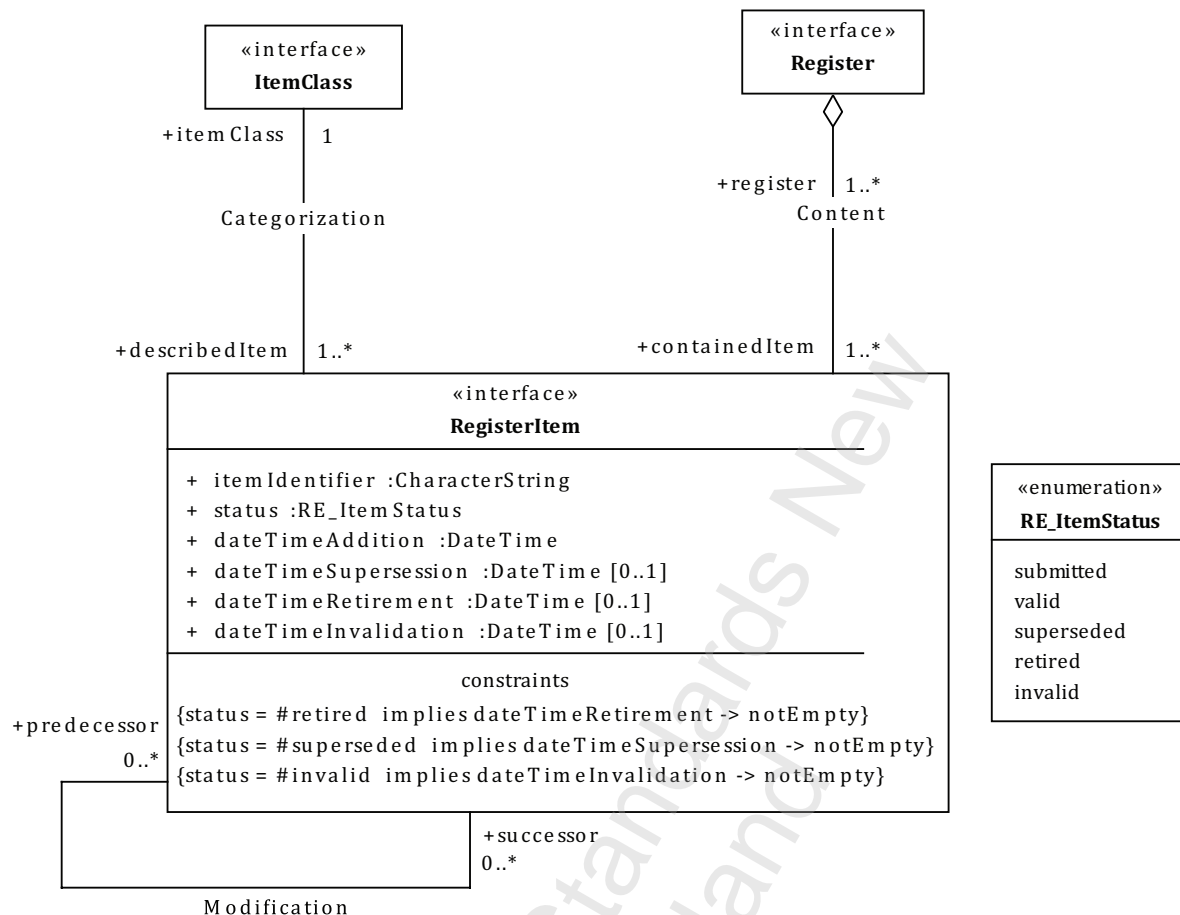 «interface»
ItemClass
«interface»
Register
+itemClass 1
+register 1..*
Categorization
Content
+describedItem 1..*
+containedItem 1..*
«interface»
RegisterItem
+ itemIdentifier :CharacterString
+ status :RE_ItemStatus
+ dateTimeAddition :DateTime
+ dateTimeSupersession :DateTime [0..1]
+ dateTimeRetirement :DateTime [0..1]
+ dateTimeInvalidation :DateTime [0..1]
constraints
{status = #retired implies dateTimeRetirement -> notEmpty}
{status = #superseded implies dateTimeSupersession -> notEmpty}
{status = #invalid implies dateTimeInvalidation -> notEmpty}
«enumeration»
RE_ItemStatus
submitted
valid
superseded
retired
invalid
+predecessor
0..*
+successor
0..*
Modification
Standards New